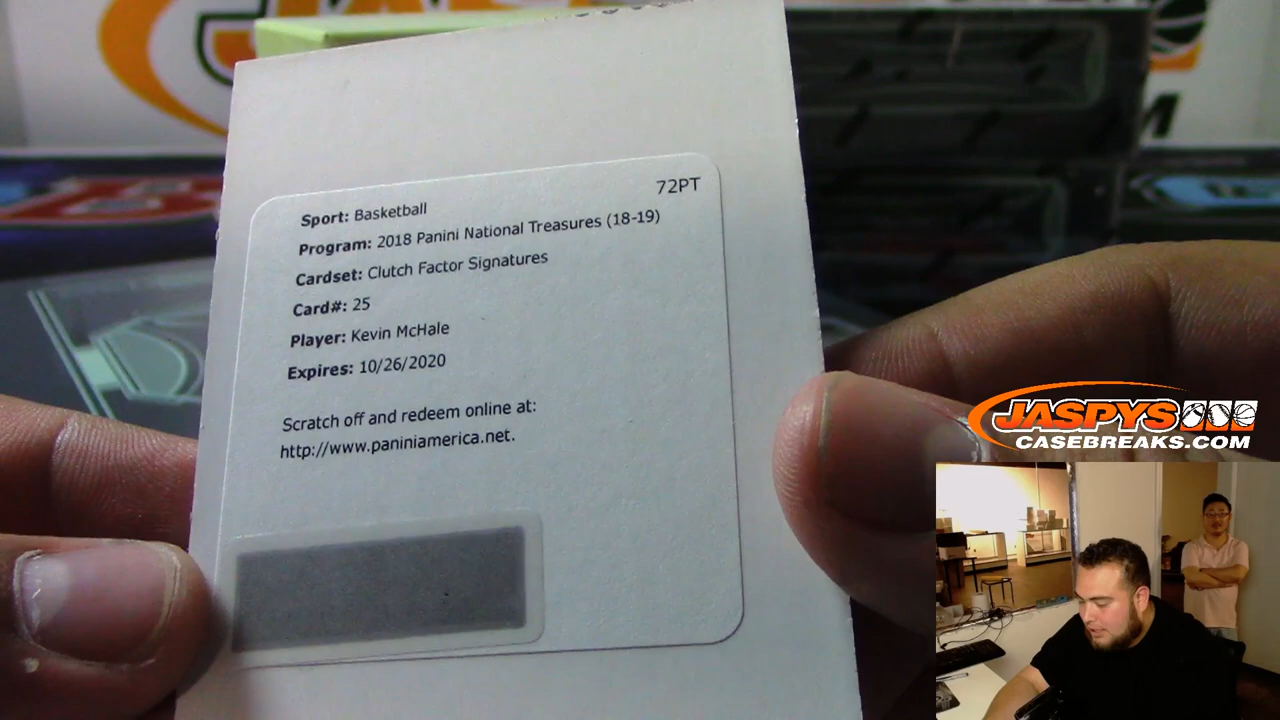 72PT
Sport: Basketball
Program: 2018 Panini National Treasures (18-19)
Cardset: Clutch Factor Signatures
Card#: 25
Player: Kevin McHale
Expires: 10/26/2020
Scratch off and redeem online at:
http://www.paniniamerica.net.
JASPYS
CASEBREAKS.COM